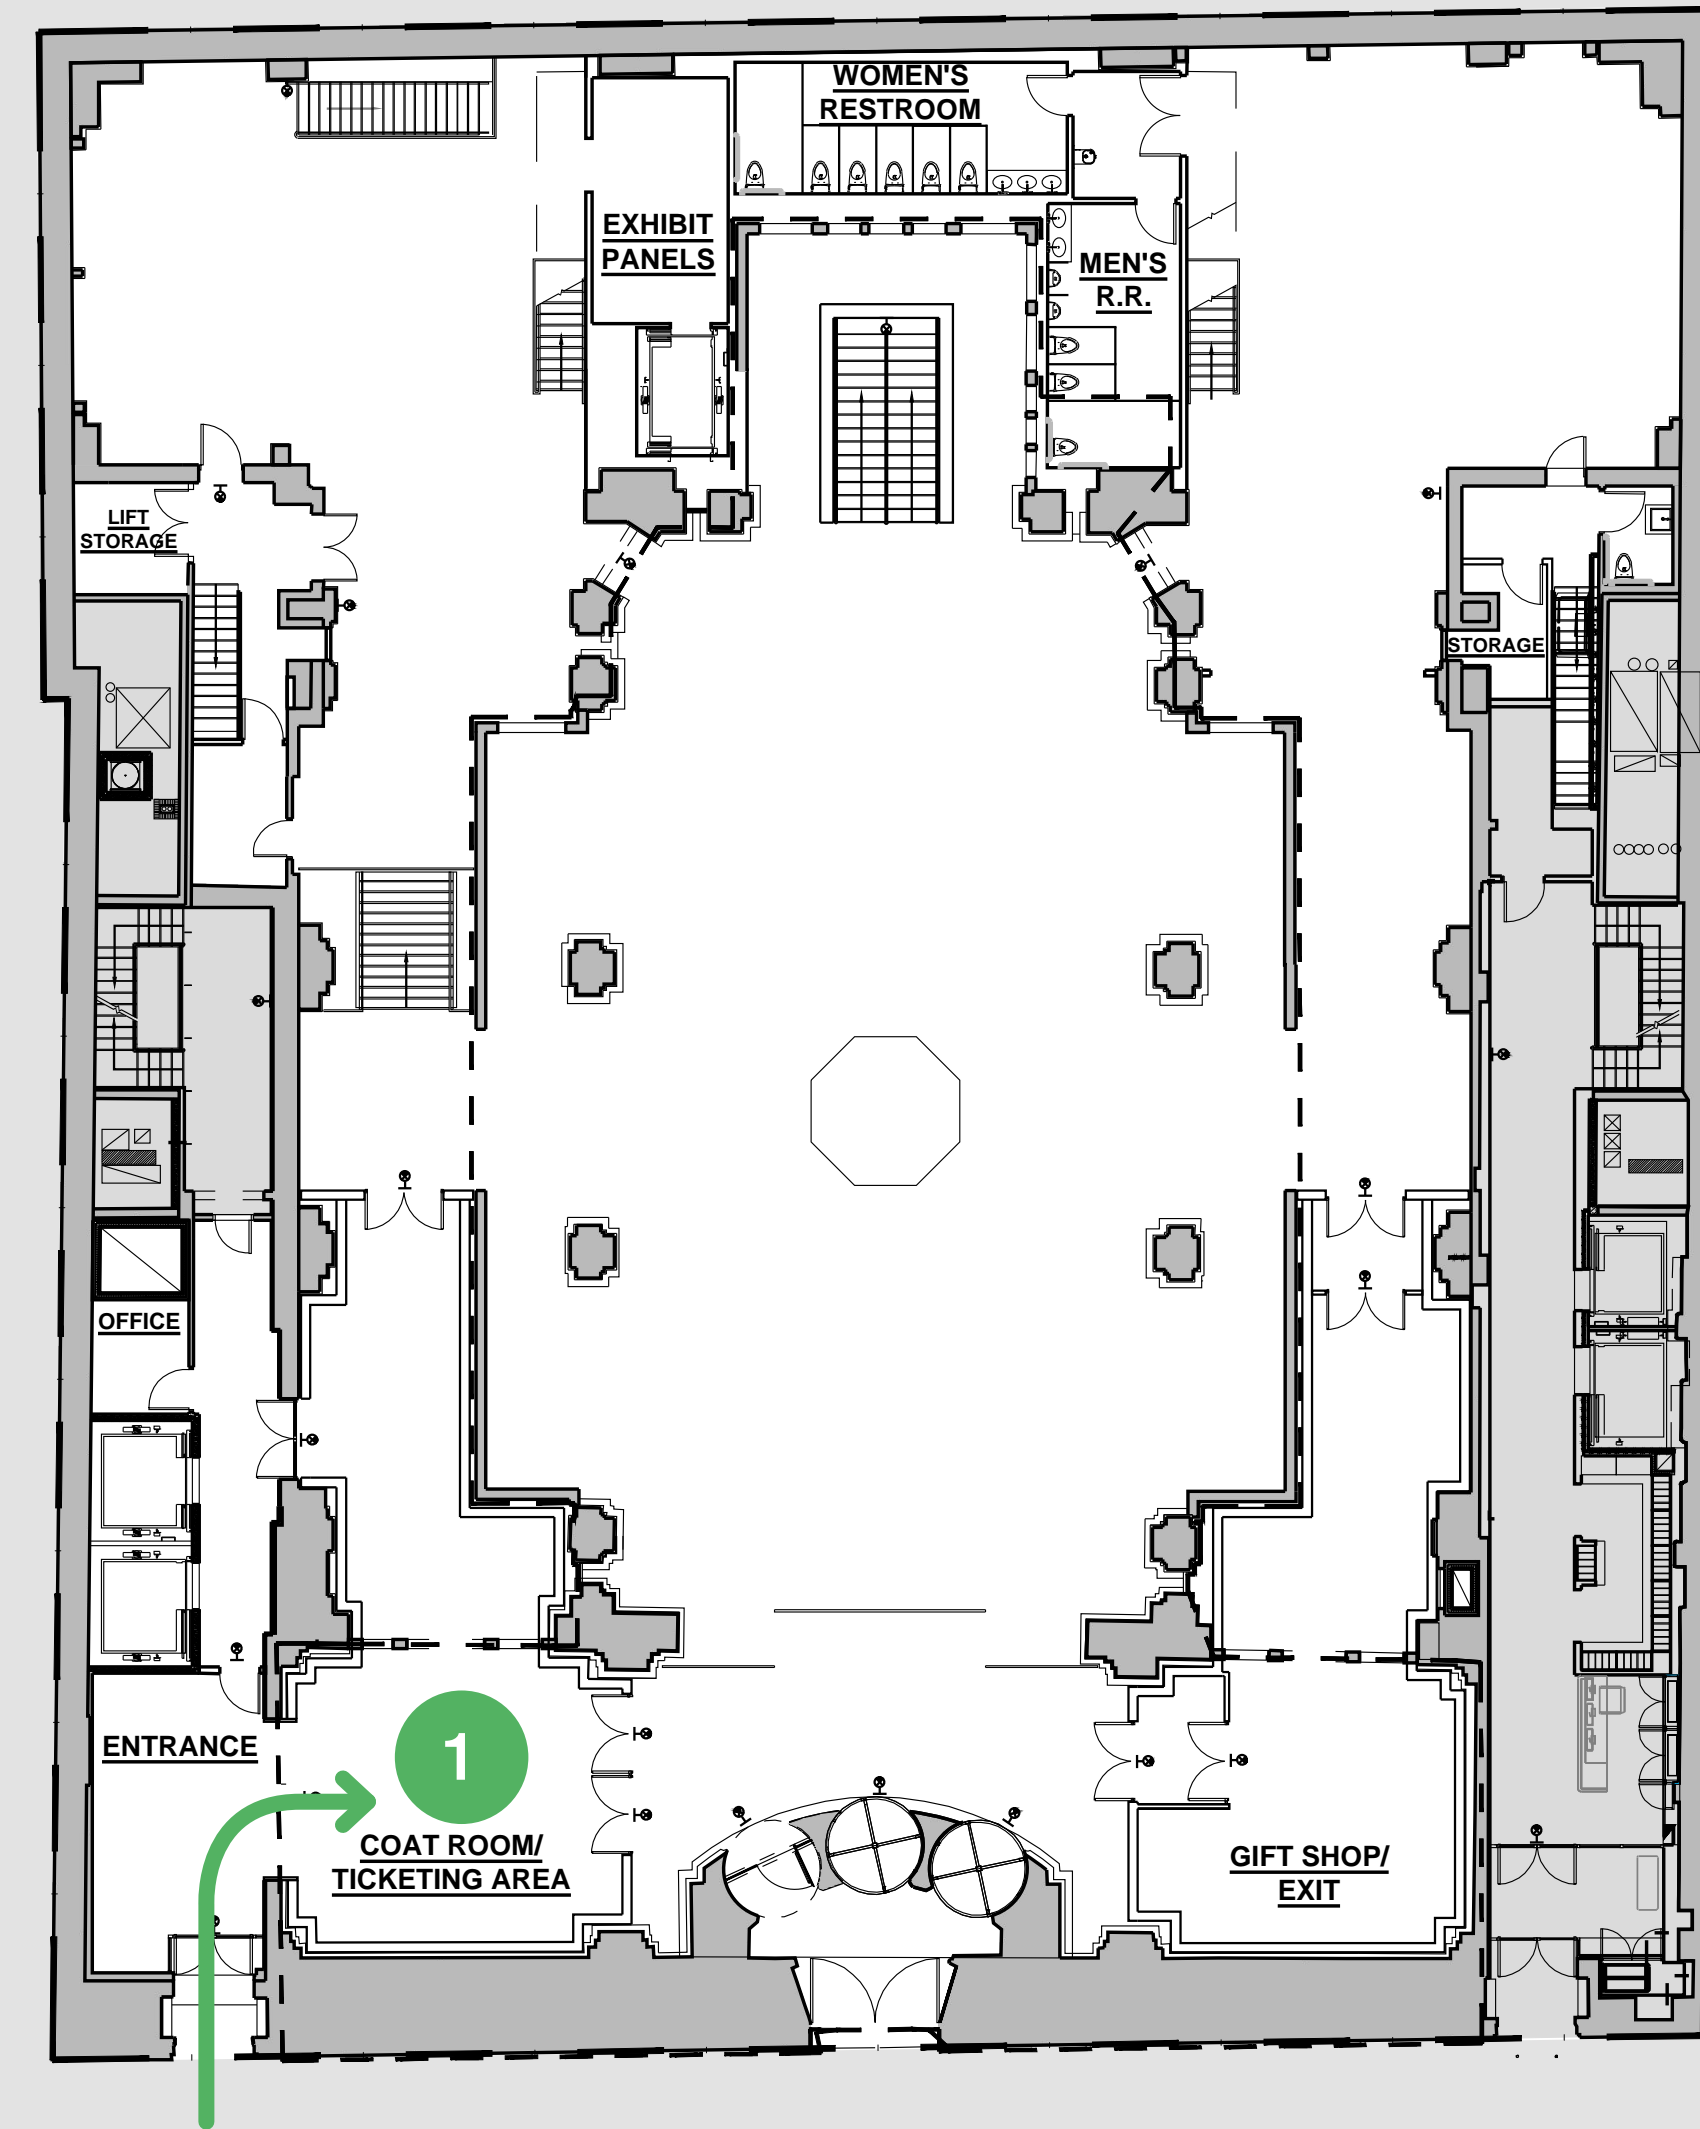 WOMEN'S
RESTROOM
EXHIBIT
PANELS
MEN'S
R.R.
LIFT
STORAGE
STORAGE
OFFICE
ENTRANCE
1
COAT ROOM/
TICKETING AREA
GIFT SHOP/
EXIT